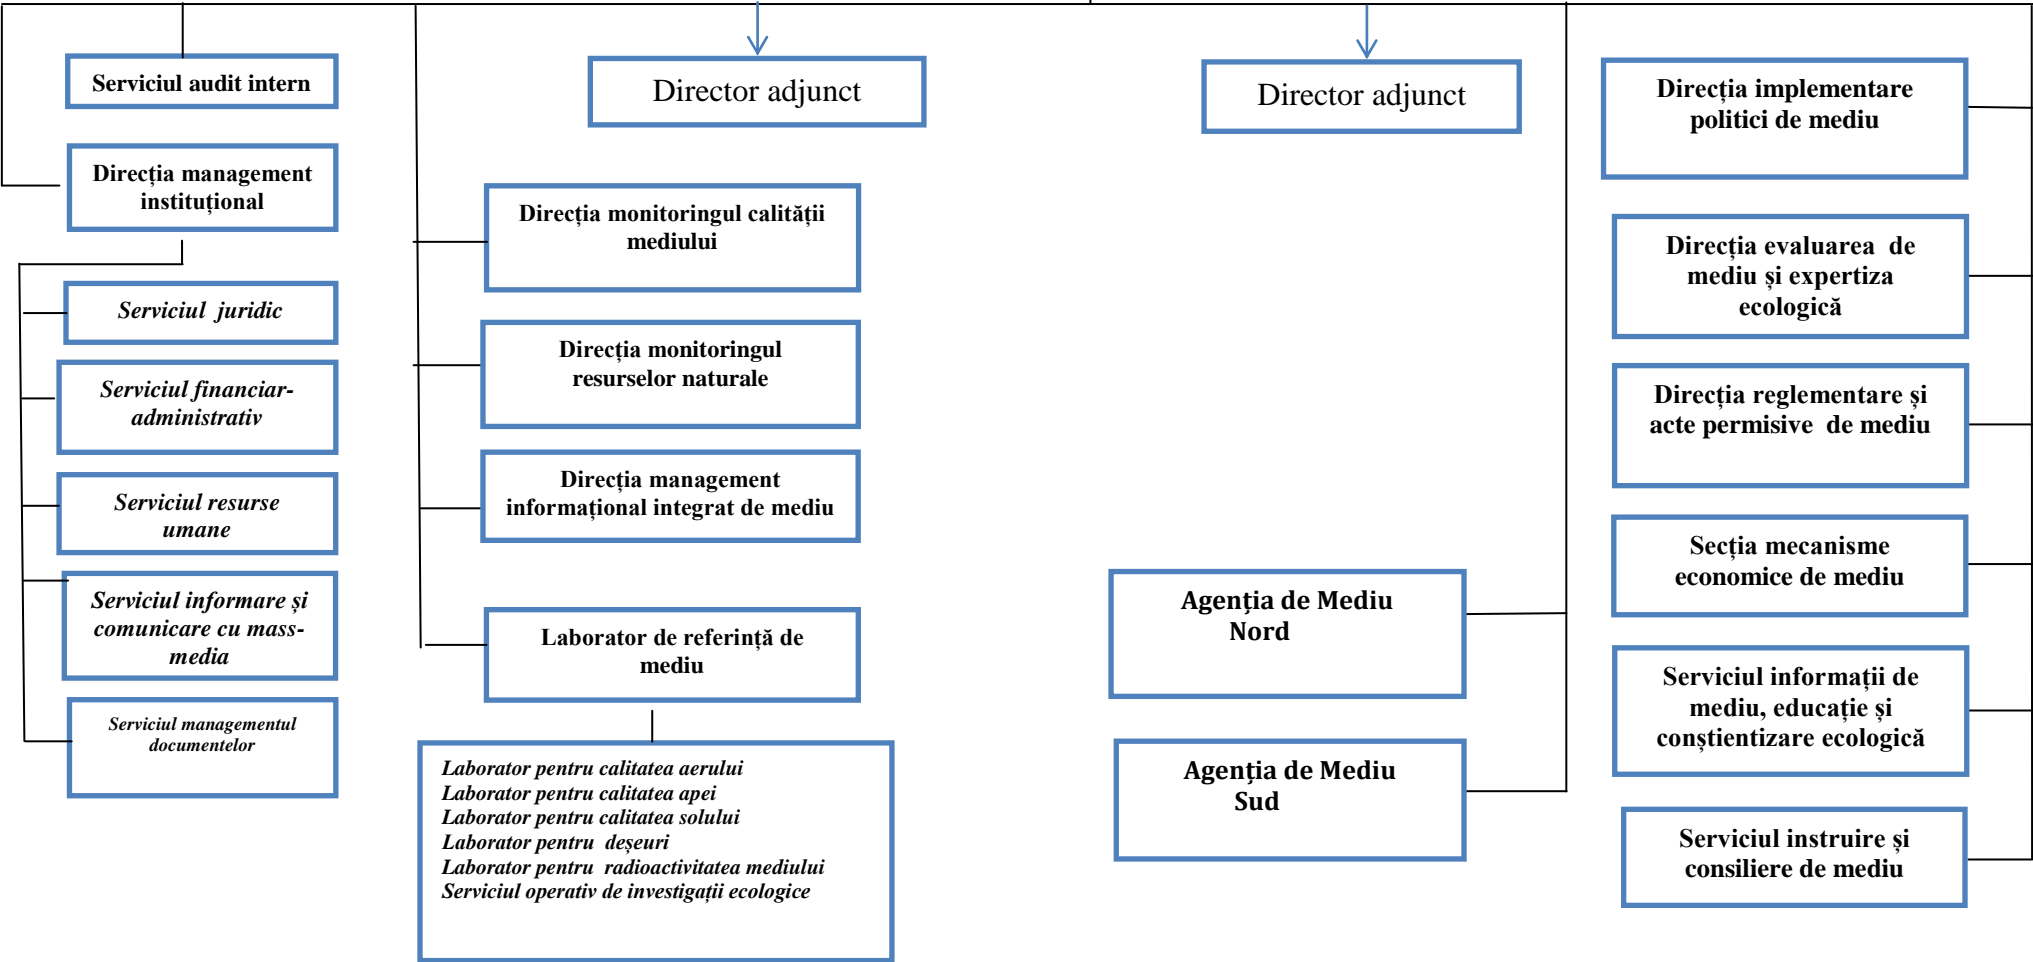 Serviciul audit intern
Direcția management
instituțional
Serviciul juridic
Serviciul financiar-
administrativ
Serviciul resurse
umane
Serviciul informare și
comunicare cu mass-
media
Serviciul managementul
documentelor
Director adjunct
Direcția monitoringul calității
mediului
Direcția monitoringul
resurselor naturale
Direcția management
informațional integrat de mediu
Laborator de referință de
mediu
Laborator pentru calitatea aerului
Laborator pentru calitatea apei
Laborator pentru calitatea solului
Laborator pentru deșeuri
Laborator pentru radioactivitatea mediului
Serviciul operativ de investigații ecologice
Director adjunct
Agenția de Mediu
Nord
Agenția de Mediu
Sud
Direcția implementare
politici de mediu
Direcția evaluarea de
mediu și expertiza
ecologică
Direcția reglementare și
acte permisive de mediu
Secția mecanisme
economice de mediu
Serviciul informații de
mediu, educație și
conștientizare ecologică
Serviciul instruire și
consiliere de mediu